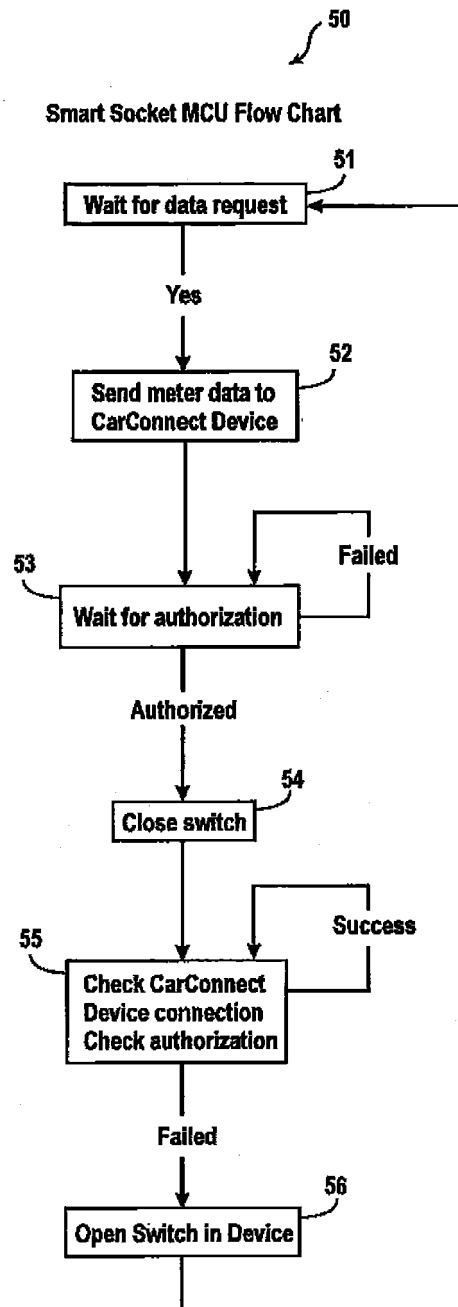 50
Smart Socket MCU Flow Chart
51
Wait for data request
Yes
52
Send meter data to
CarConnect Device
Failed
53
Wait for authorization
Authorized
54
Close switch
Success
55
Check CarConnect
Device connection
Check authorization
Failed
56
Open Switch in Device